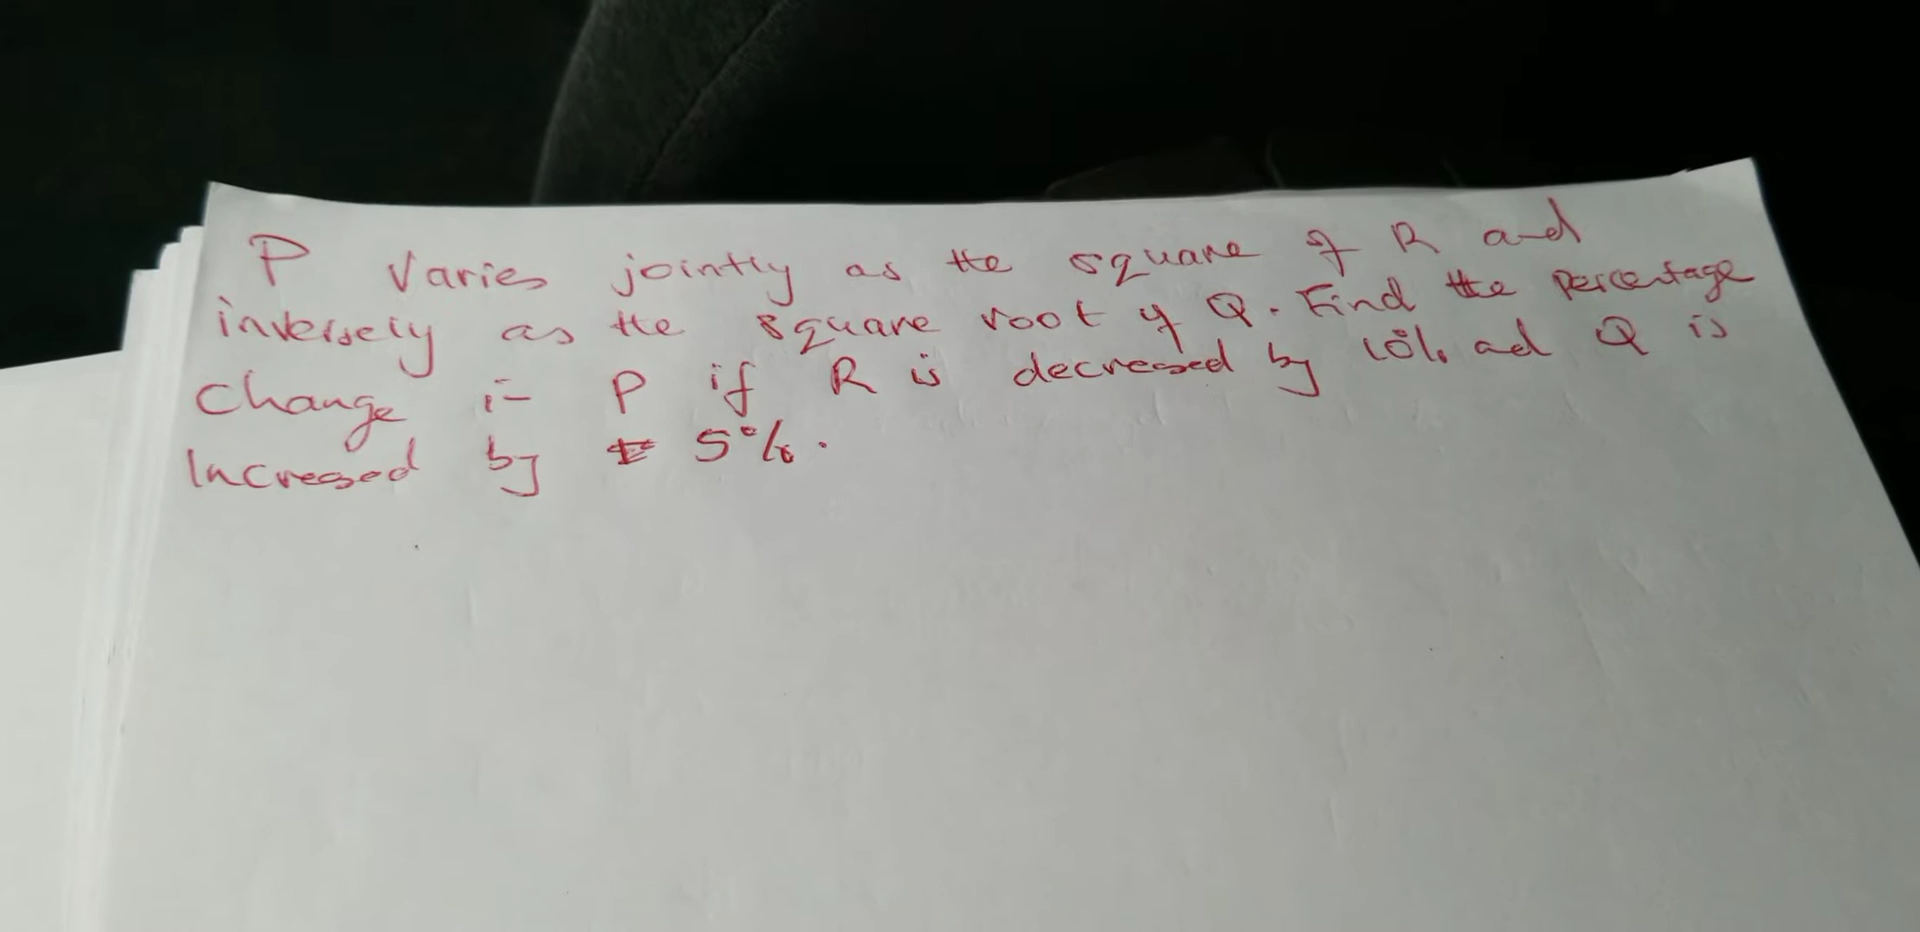 P varies jointly as the square of R and
inversely as the square root of Q. Find the percentage
change in P if R is decreased by 10% and Q is
Increased by 5%.